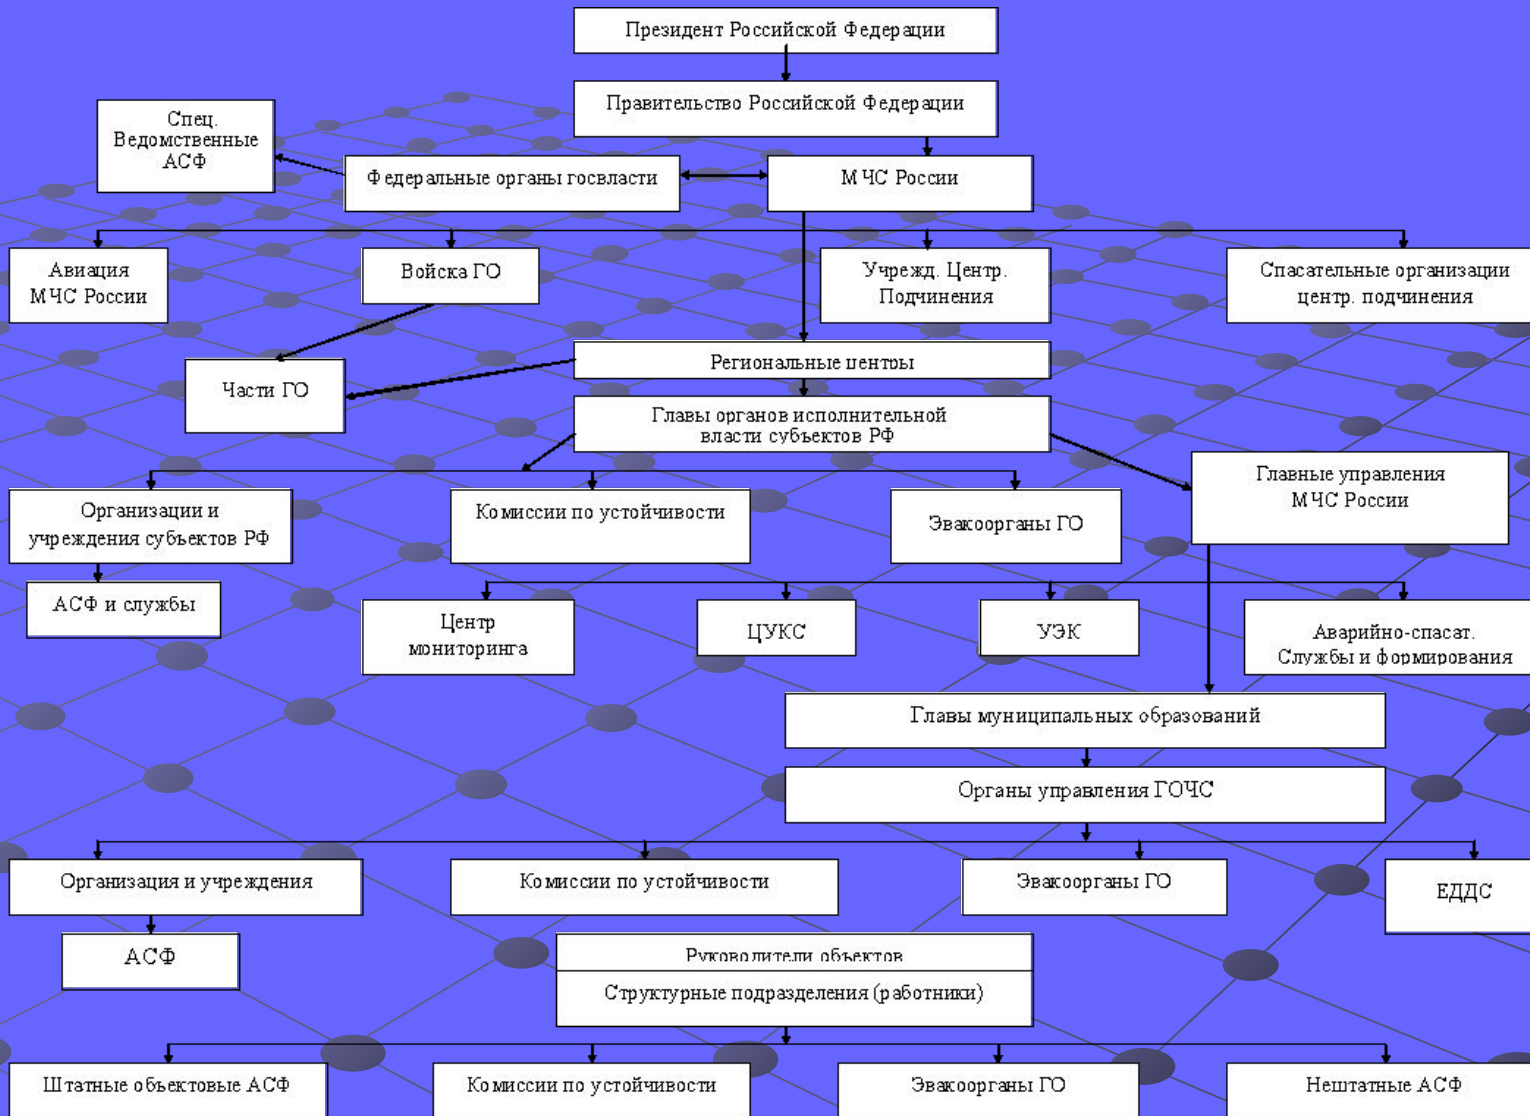 Президент Российской Федерации
Правительство Российской Федерации
Спец.
Ведомственные
АСФ
Федеральные органы госвласти
МЧС России
Авиация
МЧС России
Войска ГО
Учрежд. Центр.
Подчинения
Спасательные организации
центр. подчинения
Региональные центры
Части ГО
Главы органов исполнительной
власти субъектов РФ
Главные управления
МЧС России
Организации и
учреждения субъектов РФ
Комиссии по устойчивости
Эвакоорганы ГО
АСФ и службы
Центр
мониторинга
ЦУКС
УЭК
Аварийно-спасат.
Службы и формирования
Главы муниципальных образований
Органы управления ГОЧС
Организация и учреждения
Комиссии по устойчивости
Эвакоорганы ГО
ЕДДС
АСФ
Руководители объектов
Структурные подразделения (работники)
Штатные объектовые АСФ
Комиссии по устойчивости
Эвакоорганы ГО
Нештатные АСФ